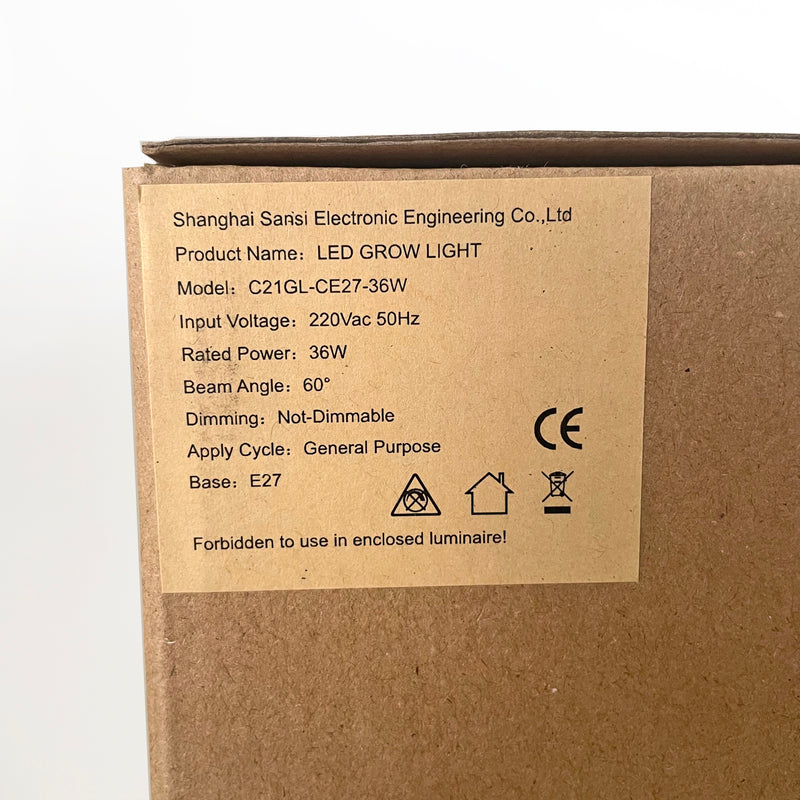 Shanghai Sansi Electronic Engineering Co.,Ltd
Product Name： LED GROW LIGHT
Model： C21GL-CE27-36W
Input Voltage： 220Vac 50Hz
Rated Power： 36W
Beam Angle： 60°
Dimming： Not-Dimmable
Apply Cycle： General Purpose
CE
Base： E27
Forbidden to use in enclosed luminaire!